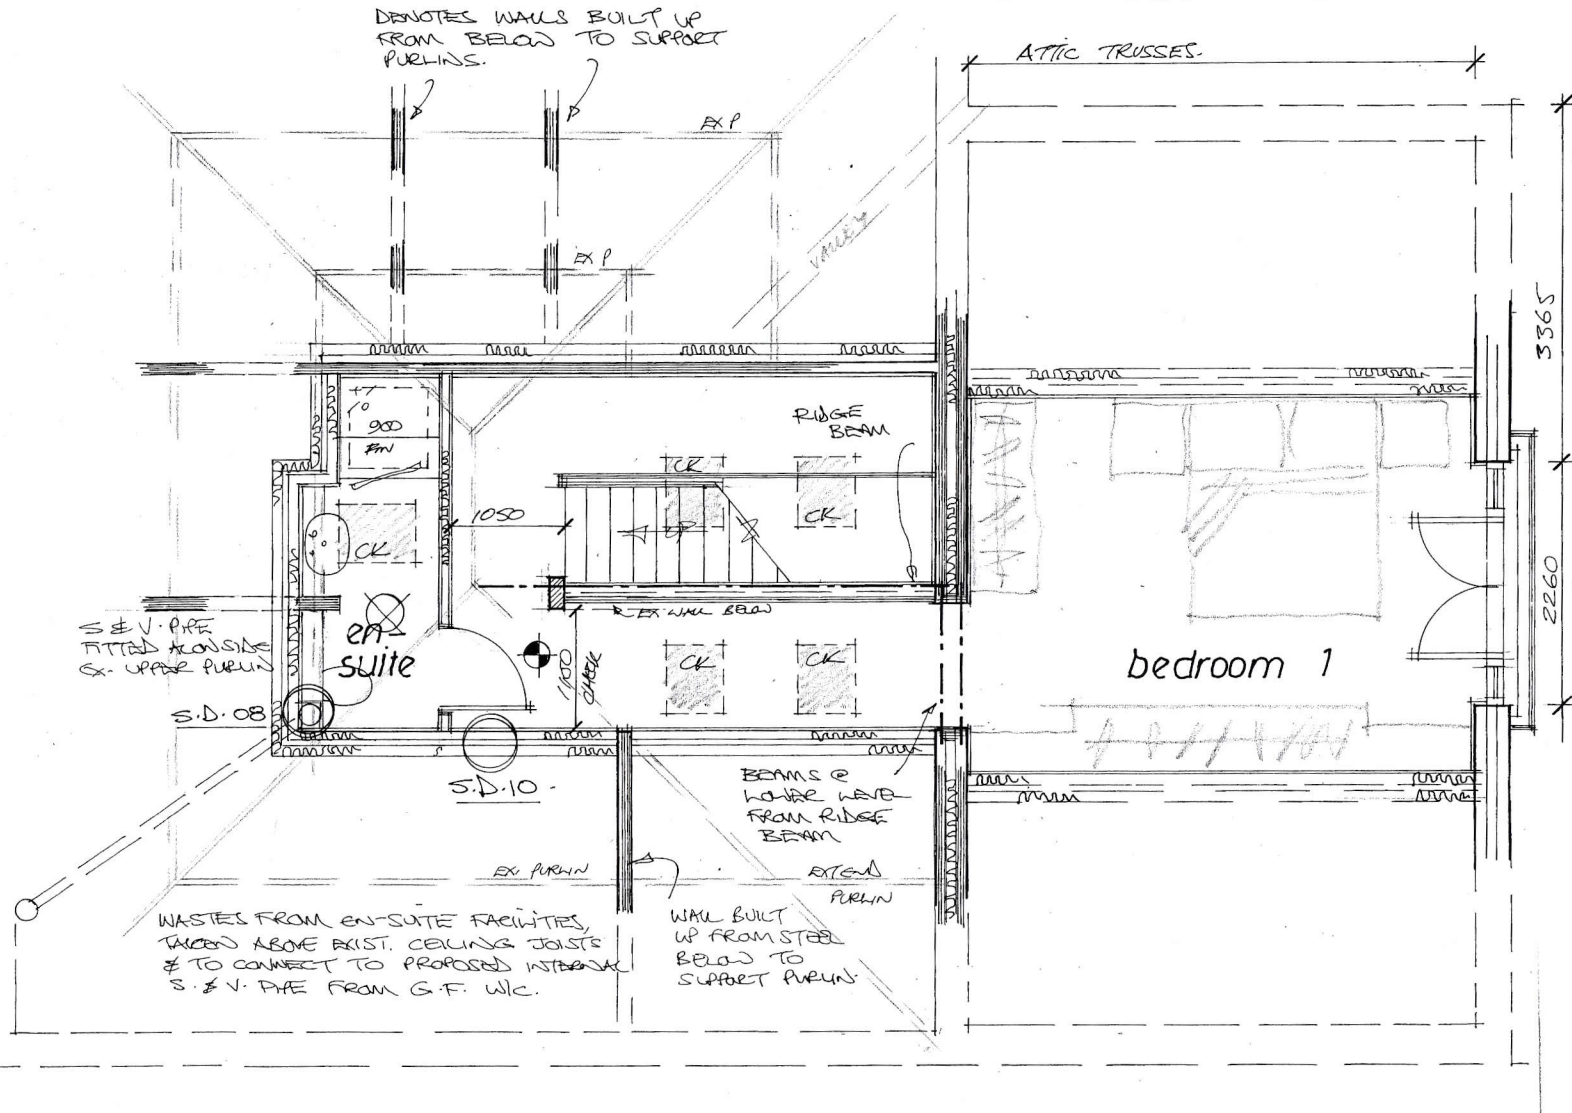 DENOTES WALLS BUILT UP
FROM BELOW TO SUPPORT
PURLINS.
ATTIC TRUSSES.
EX P
EX P
VALLEY
3365
RIDGE
BEAM
900
CK
CK
CK
1050
UP
EX WALL BELOW
2260
S & V. PIPE
FITTED ALONGSIDE
EX. UPPER PURLIN
en-
suite
1100
CHECK
CK
CK
bedroom 1
S.D. 08
S.D. 10.
BEAMS @
LOWER LEVEL
FROM RIDGE
BEAM
EX. PURLIN
EXTEND
PURLIN
WASTES FROM EN-SUITE FACILITIES,
TAKEN ABOVE EXIST. CEILING JOISTS
& TO CONNECT TO PROPOSED INTERNAL
S. & V. PIPE FROM G.F. W/C.
WALL BUILT
UP FROM STEEL
BELOW TO
SUPPORT PURLIN.